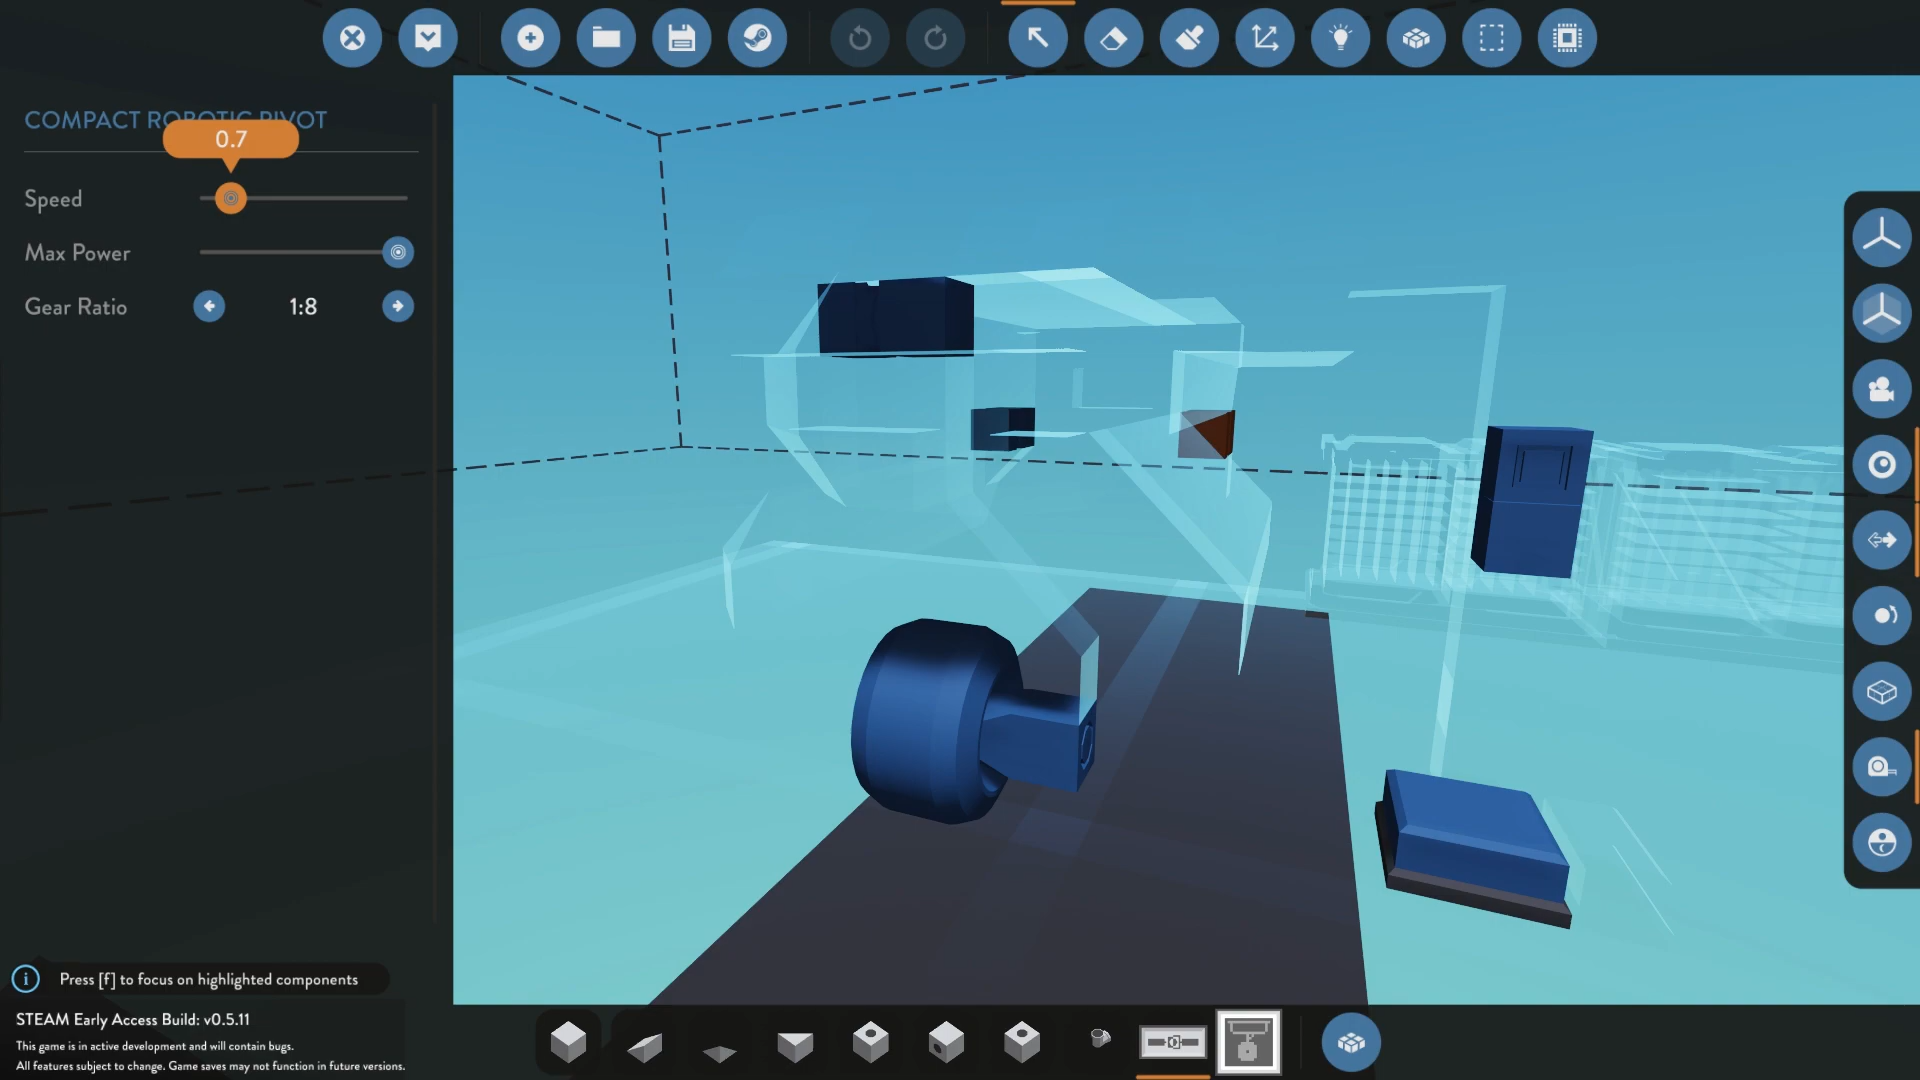 COMPACT ROBOTIC PIVOT
0.7
Speed
Max Power
Gear Ratio
1:8
Press [f] to focus on highlighted components
STEAM Early Access Build: v0.5.11
This game is in active development and will contain bugs.
All features subject to change. Game saves may not function in future versions.